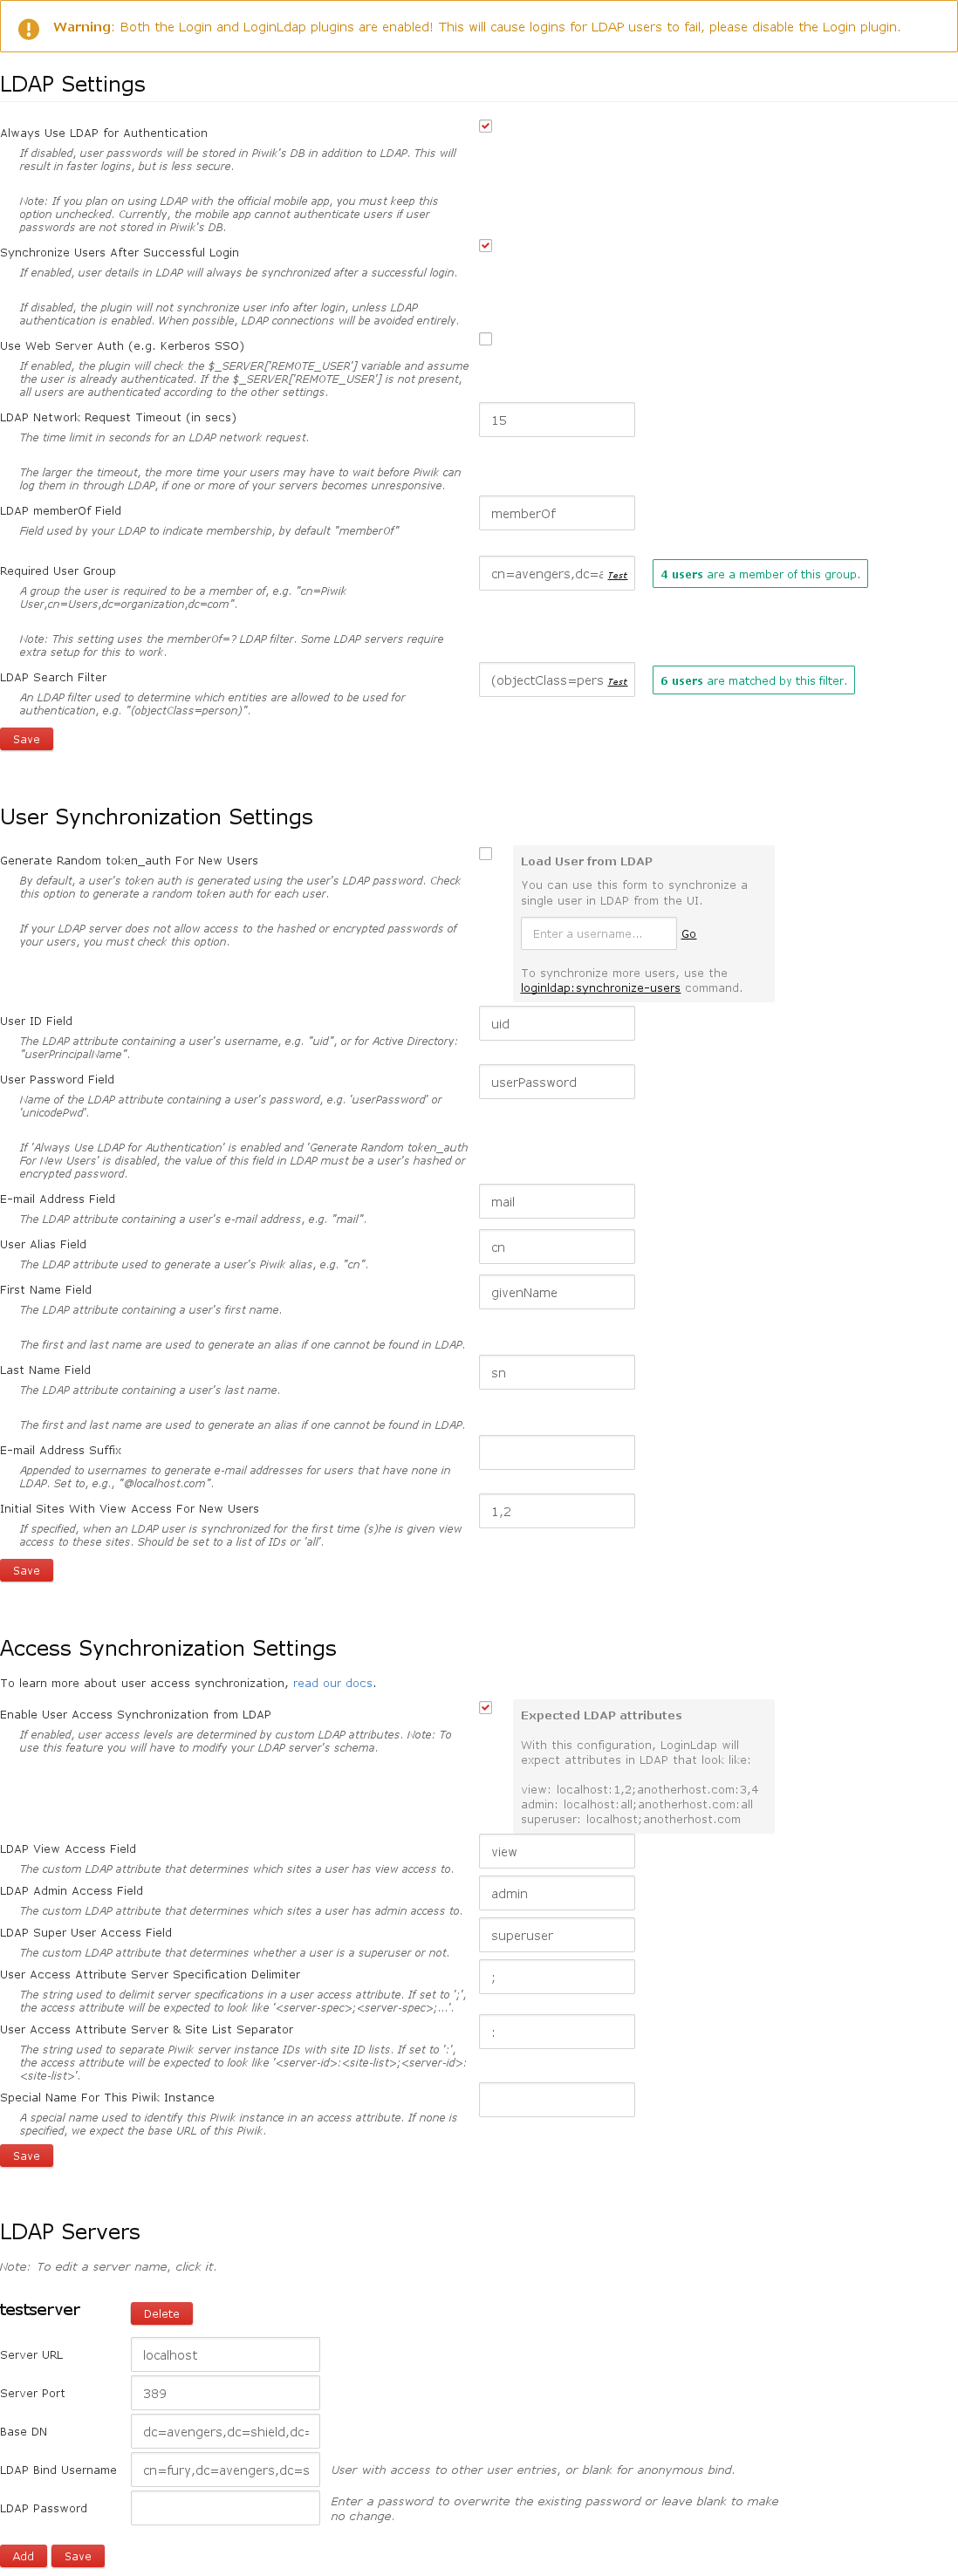 Warning: Both the Login and LoginLdap plugins are enabled! This will cause logins for LDAP users to fail, please disable the Login plugin.
LDAP Settings
Always Use LDAP for Authentication
If disabled, user passwords will be stored in Piwik's DB in addition to LDAP. This will
result in faster logins, but is less secure.
Note: If you plan on using LDAP with the official mobile app, you must keep this
option unchecked. Currently, the mobile app cannot authenticate users if user
passwords are not stored in Piwik's DB.
Synchronize Users After Successful Login
If enabled, user details in LDAP will always be synchronized after a successful login.
If disabled, the plugin will not synchronize user info after login, unless LDAP
authentication is enabled. When possible, LDAP connections will be avoided entirely.
Use Web Server Auth (e.g. Kerberos SSO)
If enabled, the plugin will check the $_SERVER['REMOTE_USER'] variable and assume
the user is already authenticated. If the $_SERVER['REMOTE_USER'] is not present,
all users are authenticated according to the other settings.
LDAP Network Request Timeout (in secs)
15
The time limit in seconds for an LDAP network request.
The larger the timeout, the more time your users may have to wait before Piwik can
log them in through LDAP, if one or more of your servers becomes unresponsive.
LDAP memberOf Field
memberOf
Field used by your LDAP to indicate membership, by default "memberOf"
Required User Group
cn=avengers,dc=a Test
4 users are a member of this group.
A group the user is required to be a member of, e.g. "cn=Piwik
User,cn=Users,dc=organization,dc=com".
Note: This setting uses the memberOf=? LDAP filter. Some LDAP servers require
extra setup for this to work.
LDAP Search Filter
(objectClass=pers Test
6 users are matched by this filter.
An LDAP filter used to determine which entities are allowed to be used for
authentication, e.g. "(objectClass=person)".
Save
User Synchronization Settings
Generate Random token_auth For New Users
By default, a user's token auth is generated using the user's LDAP password. Check
this option to generate a random token auth for each user.
If your LDAP server does not allow access to the hashed or encrypted passwords of
your users, you must check this option.
Load User from LDAP
You can use this form to synchronize a
single user in LDAP from the UI.
Enter a username... Go
To synchronize more users, use the
loginldap:synchronize-users command.
User ID Field
uid
The LDAP attribute containing a user's username, e.g. "uid", or for Active Directory:
"userPrincipalName".
User Password Field
userPassword
Name of the LDAP attribute containing a user's password, e.g. 'userPassword' or
'unicodePwd'.
If 'Always Use LDAP for Authentication' is enabled and 'Generate Random token_auth
For New Users' is disabled, the value of this field in LDAP must be a user's hashed or
encrypted password.
E-mail Address Field
mail
The LDAP attribute containing a user's e-mail address, e.g. "mail".
User Alias Field
cn
The LDAP attribute used to generate a user's Piwik alias, e.g. "cn".
First Name Field
givenName
The LDAP attribute containing a user's first name.
The first and last name are used to generate an alias if one cannot be found in LDAP.
Last Name Field
sn
The LDAP attribute containing a user's last name.
The first and last name are used to generate an alias if one cannot be found in LDAP.
E-mail Address Suffix
Appended to usernames to generate e-mail addresses for users that have none in
LDAP. Set to, e.g., "@localhost.com".
Initial Sites With View Access For New Users
1,2
If specified, when an LDAP user is synchronized for the first time (s)he is given view
access to these sites. Should be set to a list of IDs or 'all'.
Save
Access Synchronization Settings
To learn more about user access synchronization, read our docs.
Enable User Access Synchronization from LDAP
If enabled, user access levels are determined by custom LDAP attributes. Note: To
use this feature you will have to modify your LDAP server's schema.
Expected LDAP attributes
With this configuration, LoginLdap will
expect attributes in LDAP that look like:
view: localhost:1,2;anotherhost.com:3,4
admin: localhost:all;anotherhost.com:all
superuser: localhost;anotherhost.com
LDAP View Access Field
view
The custom LDAP attribute that determines which sites a user has view access to.
LDAP Admin Access Field
admin
The custom LDAP attribute that determines which sites a user has admin access to.
LDAP Super User Access Field
superuser
The custom LDAP attribute that determines whether a user is a superuser or not.
User Access Attribute Server Specification Delimiter
;
The string used to delimit server specifications in a user access attribute. If set to ';',
the access attribute will be expected to look like '<server-spec>;<server-spec>;...'.
User Access Attribute Server & Site List Separator
:
The string used to separate Piwik server instance IDs with site ID lists. If set to ':',
the access attribute will be expected to look like '<server-id>:<site-list>;<server-id>:
<site-list>'.
Special Name For This Piwik Instance
A special name used to identify this Piwik instance in an access attribute. If none is
specified, we expect the base URL of this Piwik.
Save
LDAP Servers
Note: To edit a server name, click it.
testserver
Delete
Server URL
localhost
Server Port
389
Base DN
dc=avengers,dc=shield,dc=
LDAP Bind Username
cn=fury,dc=avengers,dc=s
User with access to other user entries, or blank for anonymous bind.
LDAP Password
Enter a password to overwrite the existing password or leave blank to make
no change.
Add Save